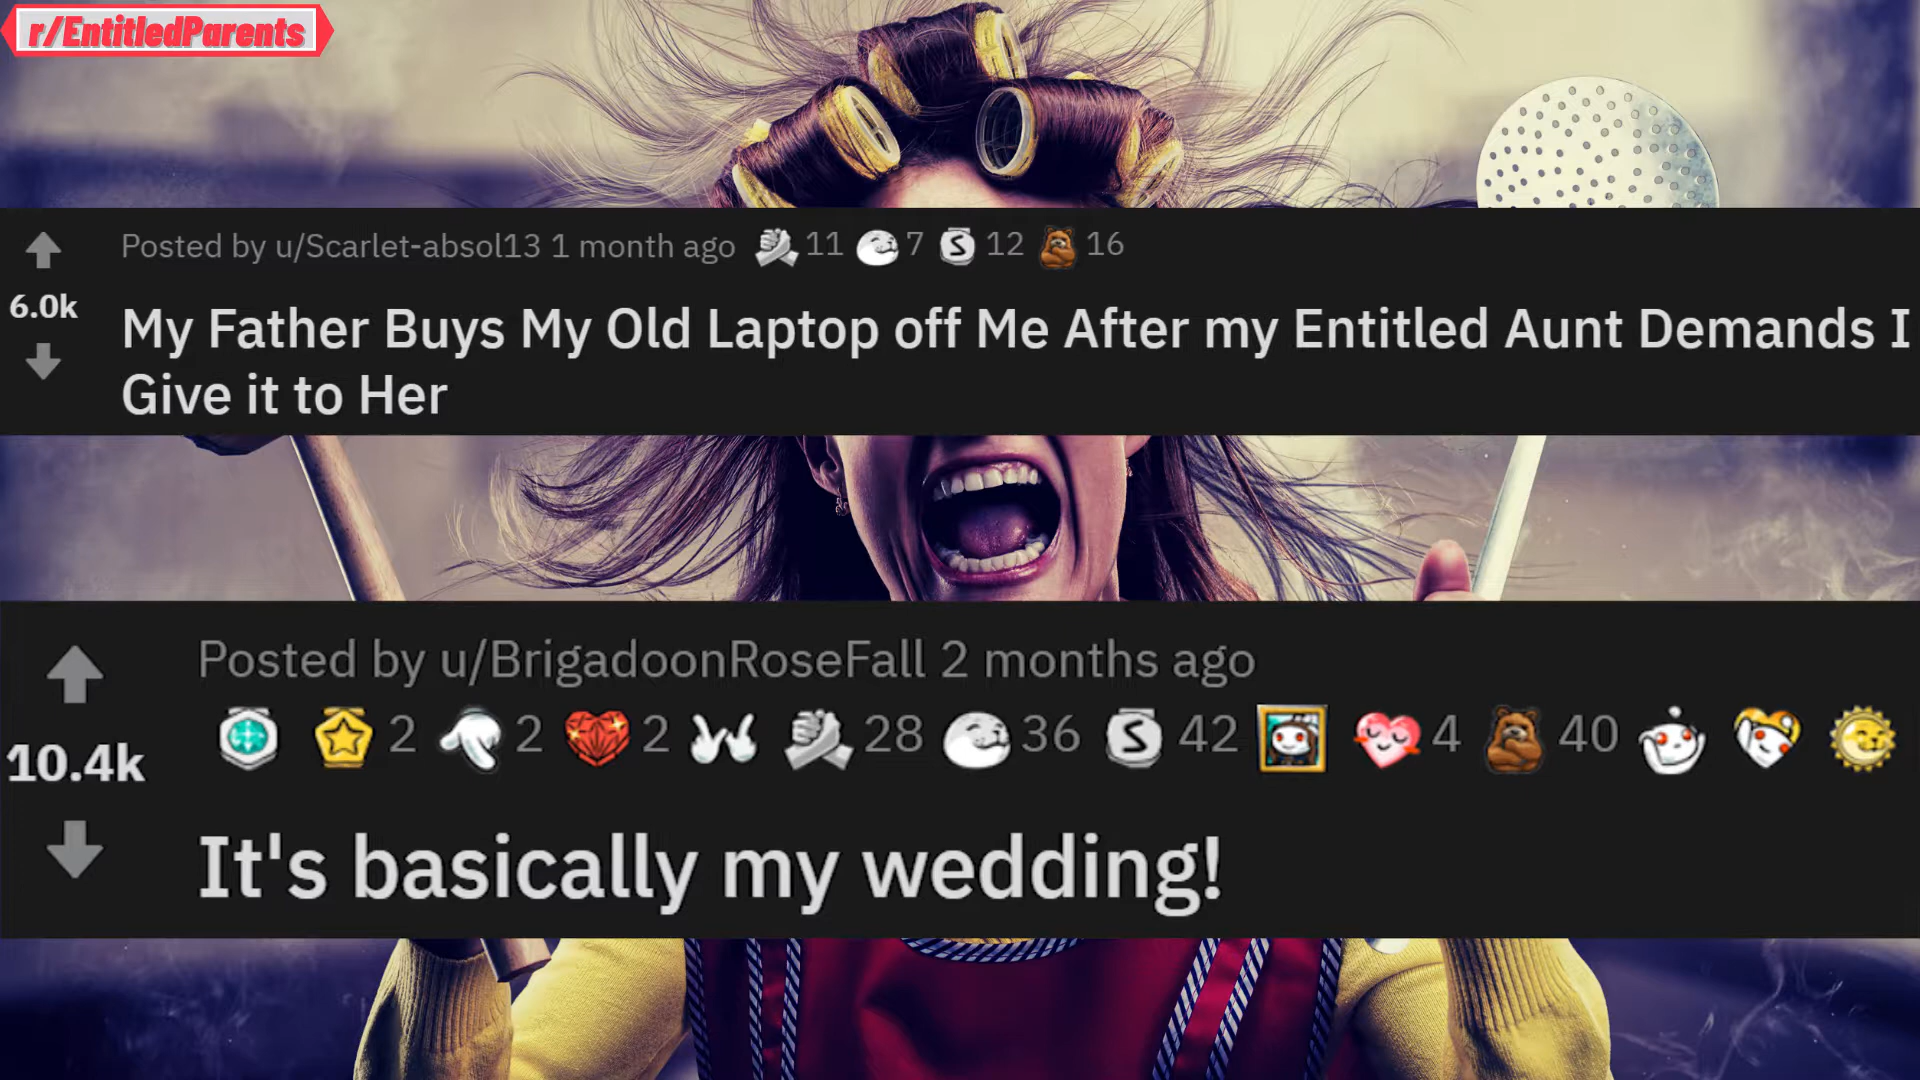 r/EntitledParents
Posted by u/Scarlet-absol13 1 month ago 11 7 S 12 16
6.0k
My Father Buys My Old Laptop off Me After my Entitled Aunt Demands I
Give it to Her
Posted by u/BrigadoonRoseFall 2 months ago
2 2 2 28 36 S 42 4 40
10.4k
It's basically my wedding!